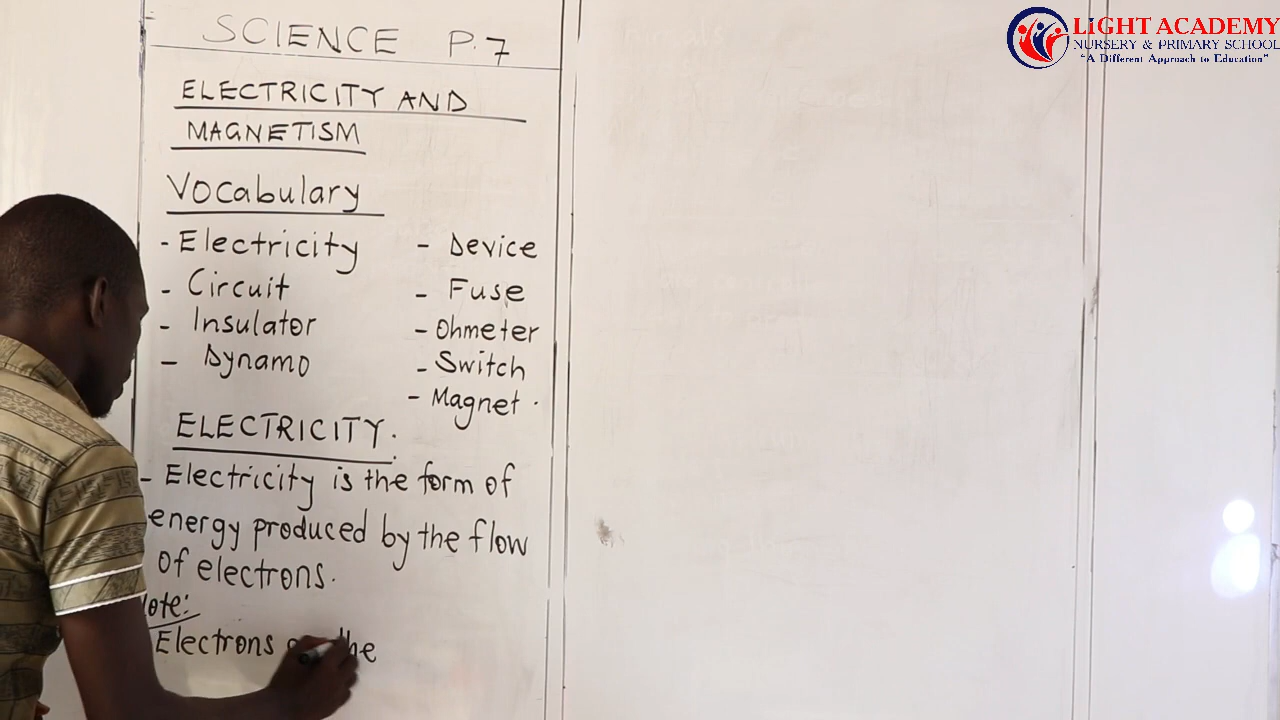 LIGHT ACADEMY
NURSERY & PRIMARY SCHOOL
"A Different Approach to Education"
SCIENCE P.7
ELECTRICITY AND
MAGNETISM
Vocabulary
- Electricity
- Circuit
- Insulator
- Dynamo
- Device
- Fuse
- Ohmeter
- Switch
- Magnet .
ELECTRICITY.
- Electricity is the form of
energy produced by the flow
of electrons.
Note:
Electrons the